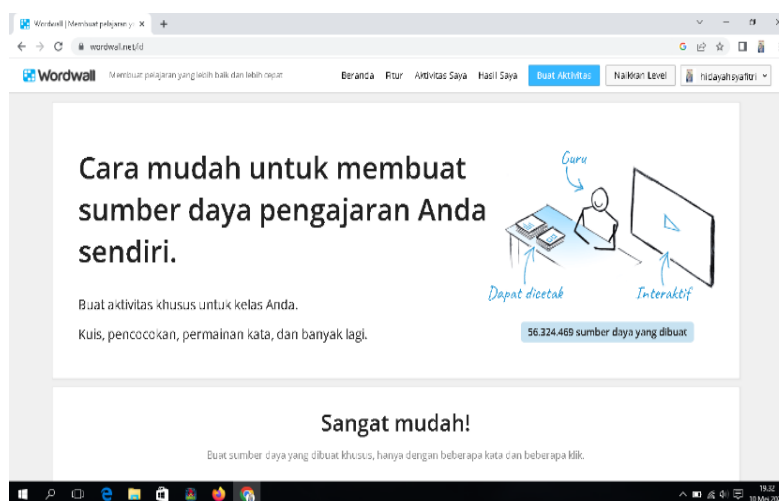 Wordwall | Membuat pelajaran y
wordwall.net/id
Wordwall
Membuat pelajaran yang lebih baik dan lebih cepat
Beranda Fitur Aktivitas Saya Hasil Saya Buat Aktivitas Naikkan Level hidayahsyafitri
Cara mudah untuk membuat
sumber daya pengajaran Anda
sendiri.
Buat aktivitas khusus untuk kelas Anda.
Kuis, pencocokan, permainan kata, dan banyak lagi.
Guru
Dapat dicetak
Interaktif
56.324.469 sumber daya yang dibuat
Sangat mudah!
Buat sumber daya yang dibuat khusus, hanya dengan beberapa kata dan beberapa klik.
19.32
10 Mei 20